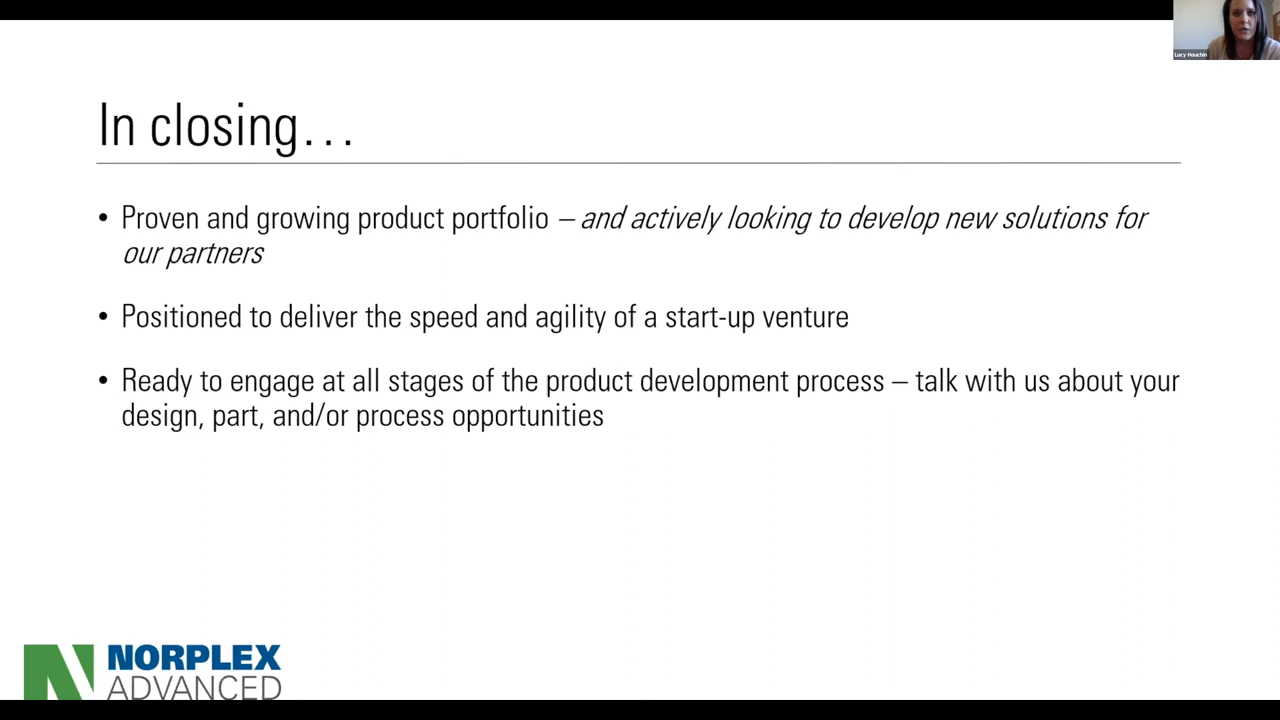 Lucy Houchin
In closing…
• Proven and growing product portfolio – and actively looking to develop new solutions for
our partners
• Positioned to deliver the speed and agility of a start-up venture
• Ready to engage at all stages of the product development process – talk with us about your
design, part, and/or process opportunities
NORPLEX
ADVANCED